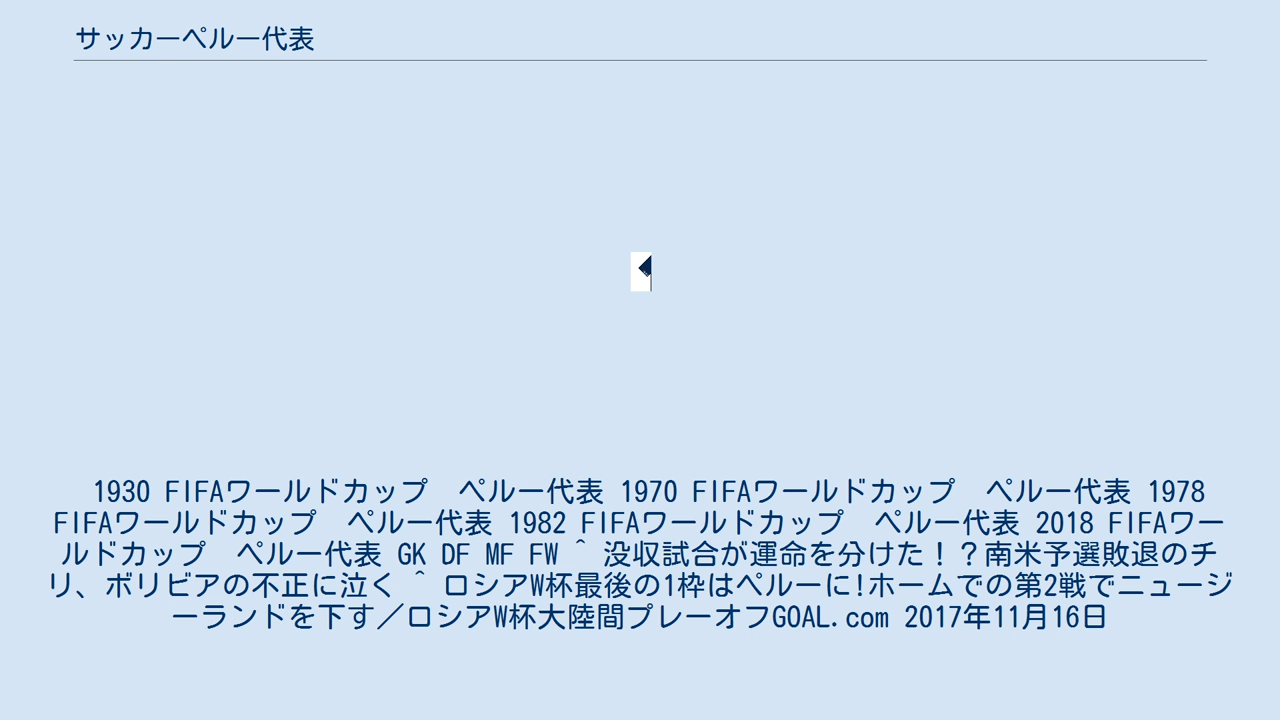 サッカーペルー代表
1930 FIFAワールドカップ　ペルー代表 1970 FIFAワールドカップ　ペルー代表 1978
FIFAワールドカップ　ペルー代表 1982 FIFAワールドカップ　ペルー代表 2018 FIFAワー
ルドカップ　ペルー代表 GK DF MF FW ^ 没収試合が運命を分けた！？南米予選敗退のチ
リ、ボリビアの不正に泣く ^ ロシアW杯最後の1枠はペルーに!ホームでの第2戦でニュージ
ーランドを下す／ロシアW杯大陸間プレーオフGOAL.com 2017年11月16日